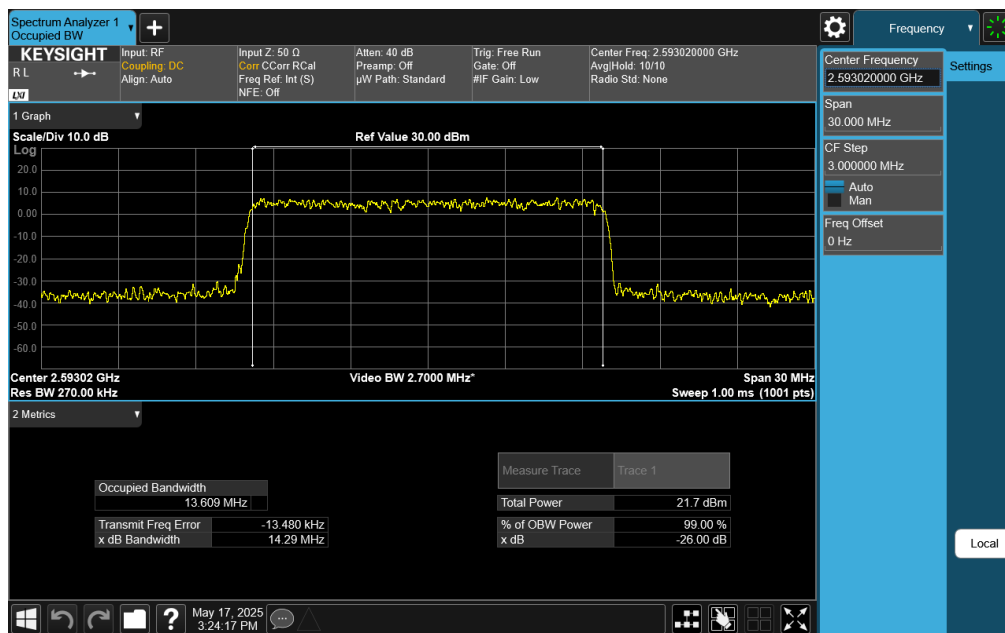 Spectrum Analyzer 1
Occupied BW
Frequency
KEYSIGHT
R L
LXI
Input: RF
Coupling: DC
Align: Auto
Input Z: 50 Ω
Corr CCorr RCal
Freq Ref: Int (S)
NFE: Off
Atten: 40 dB
Preamp: Off
µW Path: Standard
Trig: Free Run
Gate: Off
#IF Gain: Low
Center Freq: 2.593020000 GHz
Avg|Hold: 10/10
Radio Std: None
Center Frequency
2.593020000 GHz
Settings
Span
30.000 MHz
CF Step
3.000000 MHz
Auto
Man
Freq Offset
0 Hz
1 Graph
Scale/Div 10.0 dB
Ref Value 30.00 dBm
Log
20.0
10.0
0.00
-10.0
-20.0
-30.0
-40.0
-50.0
-60.0
Center 2.59302 GHz
Video BW 2.7000 MHz*
Span 30 MHz
Res BW 270.00 kHz
Sweep 1.00 ms (1001 pts)
2 Metrics
Measure Trace
Trace 1
Occupied Bandwidth
13.609 MHz
Total Power
21.7 dBm
Transmit Freq Error
-13.480 kHz
% of OBW Power
99.00 %
x dB Bandwidth
14.29 MHz
x dB
-26.00 dB
Local
May 17, 2025
3:24:17 PM